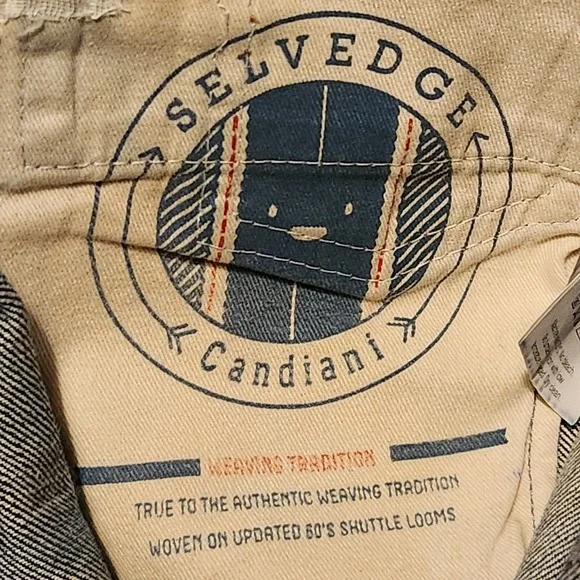 SELVEDGE
Candiani
WEAVING TRADITION
TRUE TO THE AUTHENTIC WEAVING TRADITION
WOVEN ON UPDATED 60'S SHUTTLE LOOMS